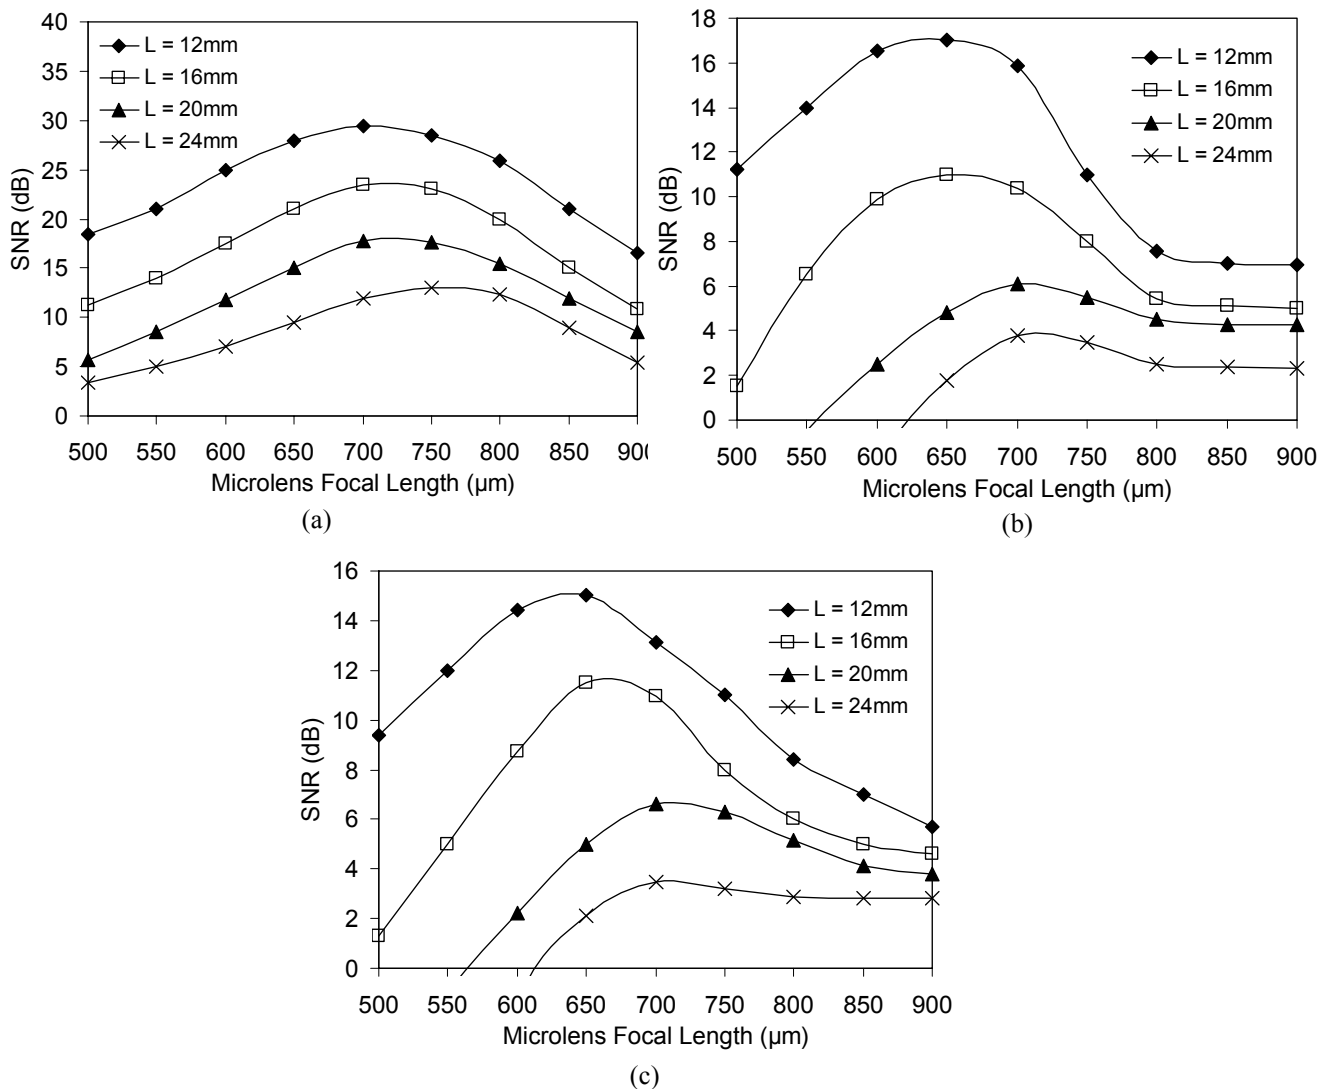 40
35
30
25
20
15
10
5
0
SNR (dB)
L = 12mm
L = 16mm
L = 20mm
L = 24mm
500 550 600 650 700 750 800 850 900
Microlens Focal Length (µm)
(a)
18
16
14
12
10
8
6
4
2
0
SNR (dB)
L = 12mm
L = 16mm
L = 20mm
L = 24mm
500 550 600 650 700 750 800 850 900
Microlens Focal Length (µm)
(b)
16
14
12
10
8
6
4
2
0
SNR (dB)
L = 12mm
L = 16mm
L = 20mm
L = 24mm
500 550 600 650 700 750 800 850 900
Microlens Focal Length (µm)
(c)